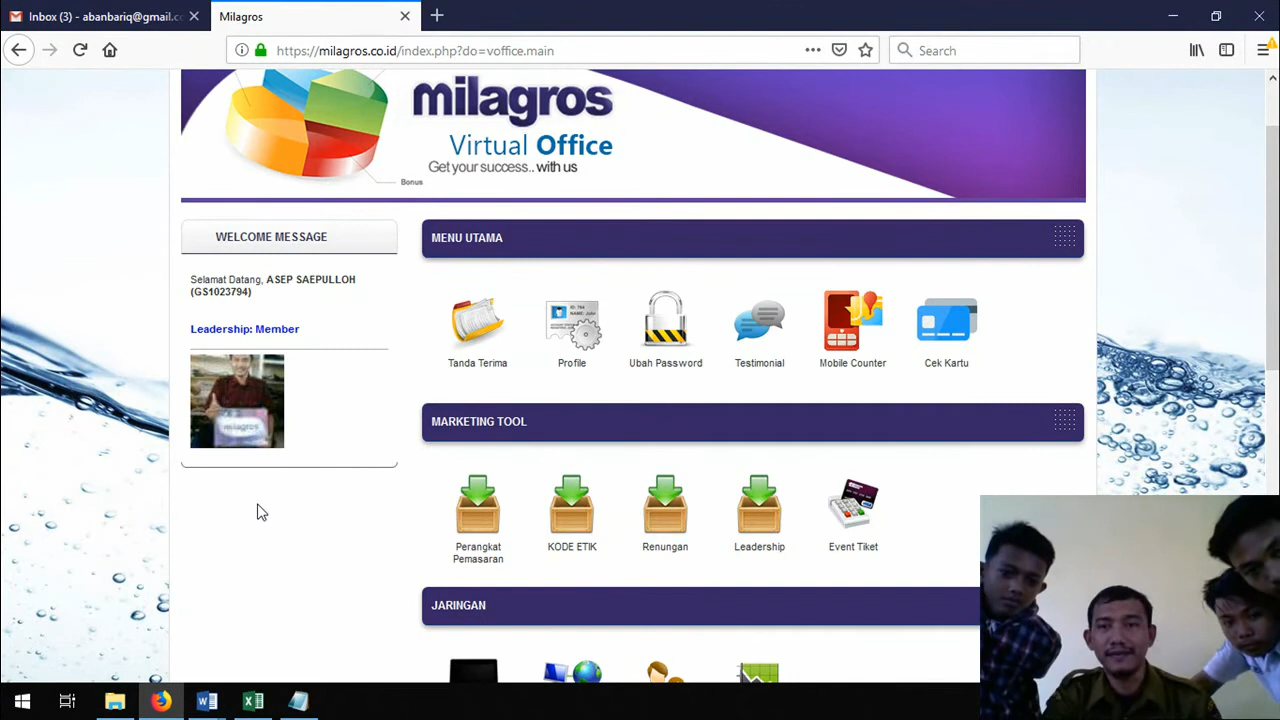 Inbox (3) - abanbariq@gmail.co
Milagros
https://milagros.co.id/index.php?do=voffice.main
Search
milagros
Virtual Office
Get your success.. with us
Bonus
WELCOME MESSAGE
Selamat Datang, ASEP SAEPULLOH
(GS1023794)
Leadership: Member
milagros
MENU UTAMA
Tanda Terima
Profile
Ubah Password
Testimonial
Mobile Counter
Cek Kartu
MARKETING TOOL
Perangkat
Pemasaran
KODE ETIK
Renungan
Leadership
Event Tiket
JARINGAN